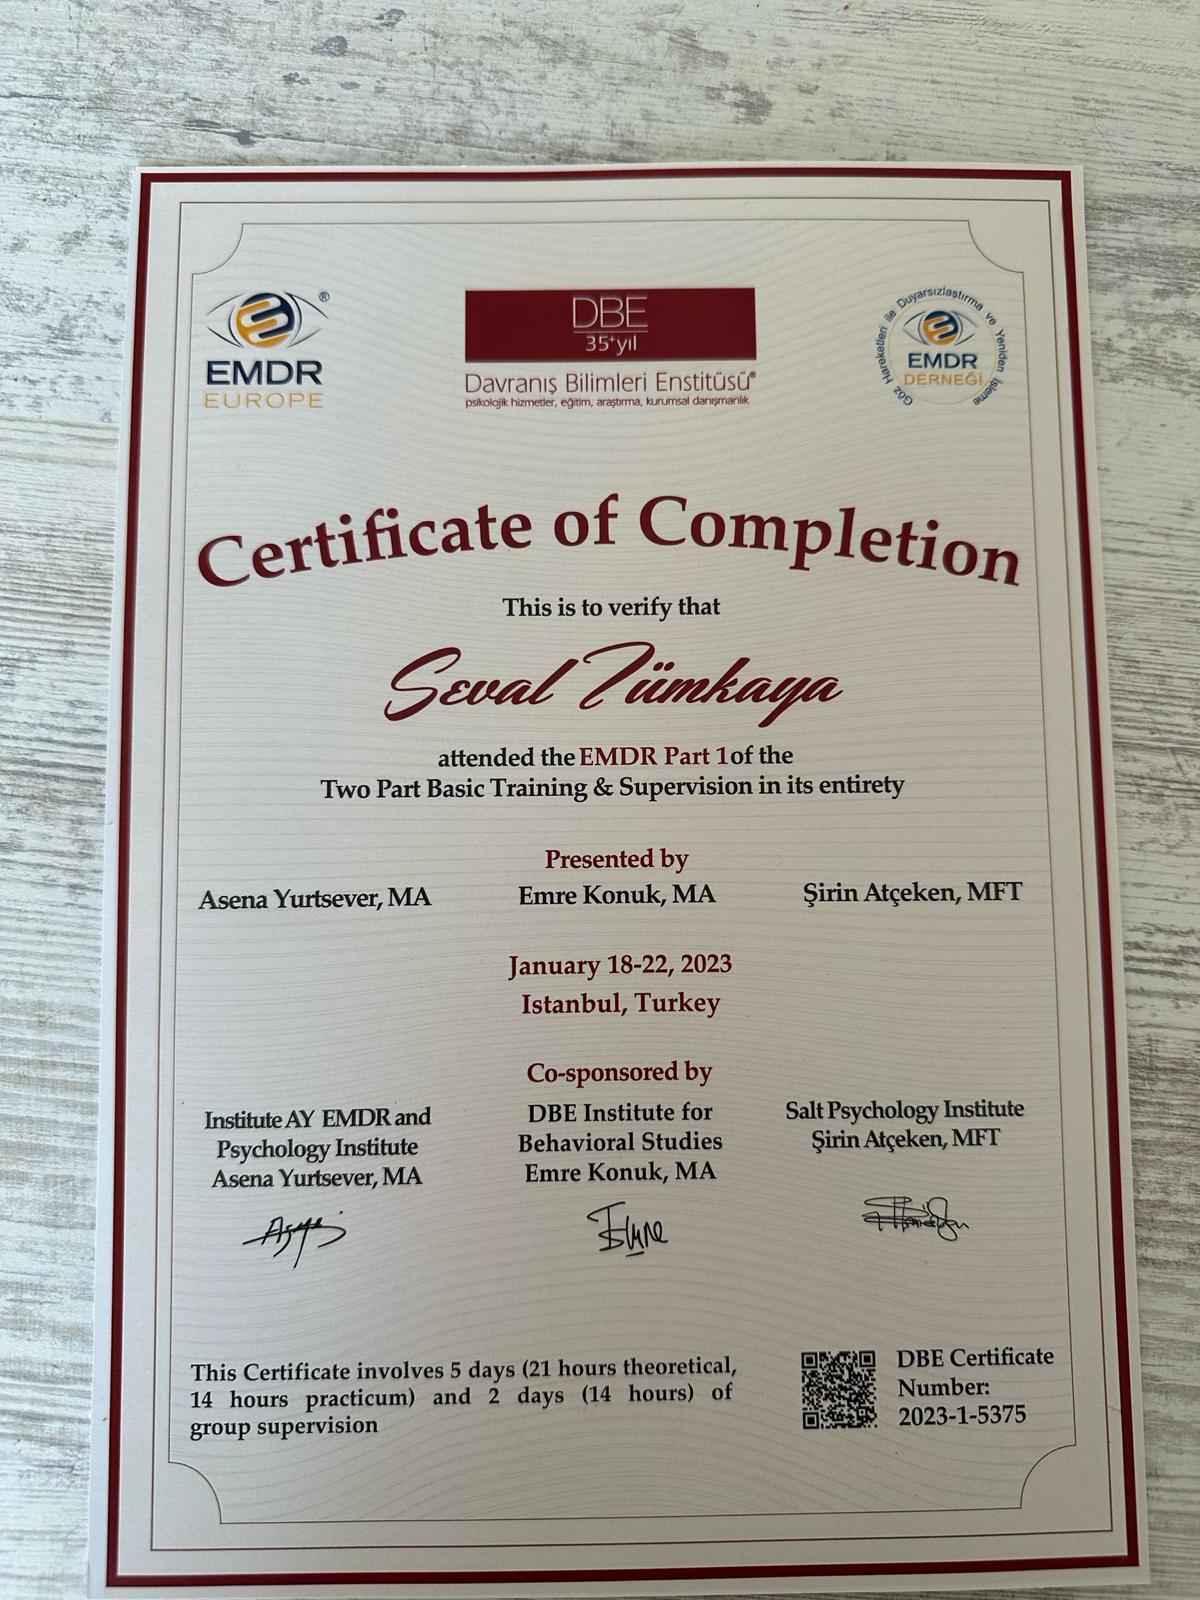 EMDR
EUROPE
DBE
35+yıl
Davranış Bilimleri Enstitüsü®
psikolojik hizmetler, eğitim, araştırma, kurumsal danışmanlık
Göz Hareketleri ile Duyarsızlaştırma ve Yeniden İşleme
EMDR
DERNEĞİ
Certificate of Completion
This is to verify that
Seval Tümkaya
attended the EMDR Part 1 of the
Two Part Basic Training & Supervision in its entirety
Presented by
Asena Yurtsever, MA Emre Konuk, MA Şirin Atçeken, MFT
January 18-22, 2023
Istanbul, Turkey
Co-sponsored by
Institute AY EMDR and
Psychology Institute
Asena Yurtsever, MA
DBE Institute for
Behavioral Studies
Emre Konuk, MA
Salt Psychology Institute
Şirin Atçeken, MFT
This Certificate involves 5 days (21 hours theoretical,
14 hours practicum) and 2 days (14 hours) of
group supervision
DBE Certificate
Number:
2023-1-5375